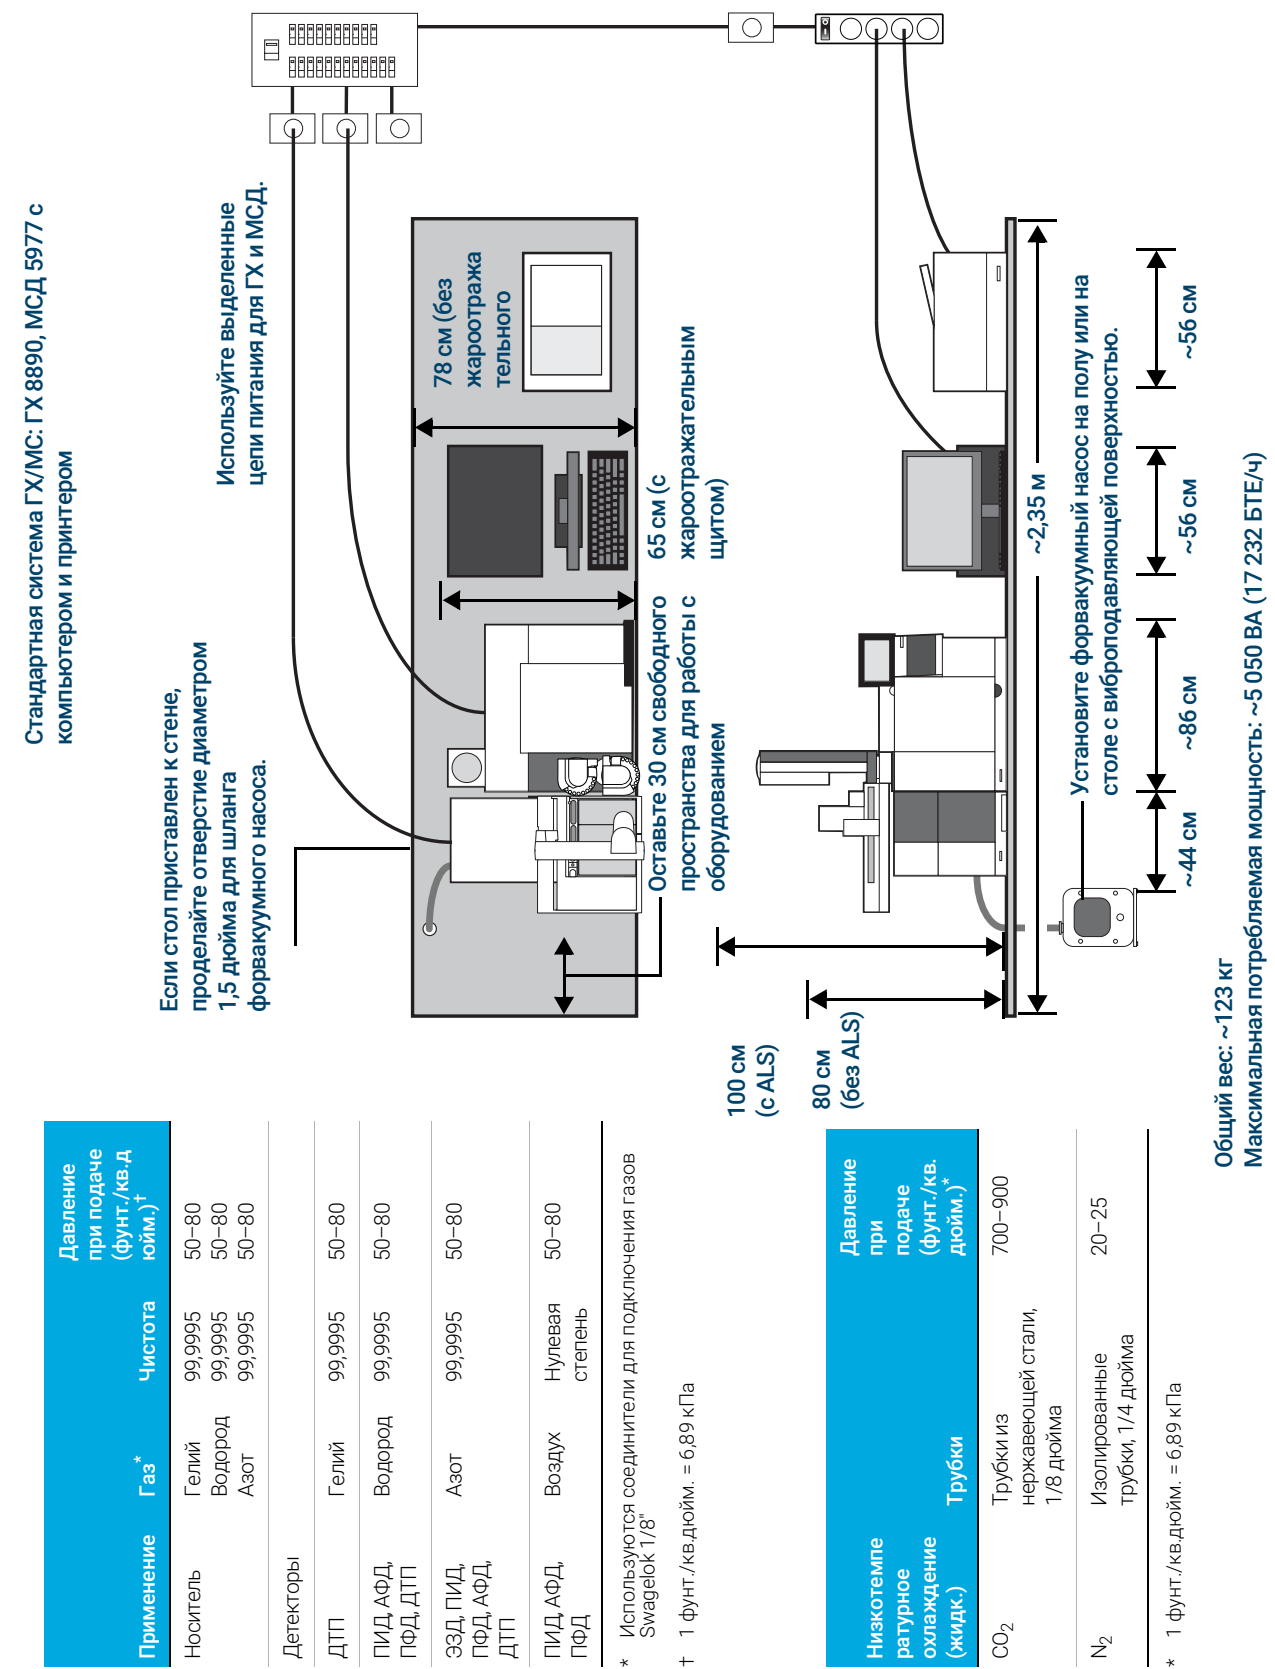 Стандартная система ГХ/МС: ГХ 8890, МСД 5977 с
компьютером и принтером
Если стол приставлен к стене,
проделайте отверстие диаметром
1,5 дюйма для шланга
форвакуумного насоса.
Используйте выделенные
цепи питания для ГХ и МСД.
78 см (без
жароотража
тельного
65 см (с
жароотражательным
щитом)
Оставьте 30 см свободного
пространства для работы с
оборудованием
100 см
(с ALS)
80 см
(без ALS)
~2,35 м
Установите форвакуумный насос на полу или на
столе с виброподавляющей поверхностью.
~44 см
~86 см
~56 см
~56 см
Общий вес: ~123 кг
Максимальная потребляемая мощность: ~5 050 ВА (17 232 БТЕ/ч)
Применение Газ* Чистота Давление
при подаче
(фунт./кв.д
юйм.)†
Носитель Гелий 99,9995 50–80
Водород 99,9995 50–80
Азот 99,9995 50–80
Детекторы
ДТП Гелий 99,9995 50–80
ПИД, АФД,
ПФД, ДТП Водород 99,9995 50–80
ЭЗД, ПИД,
ПФД, АФД,
ДТП Азот 99,9995 50–80
ПИД, АФД,
ПФД Воздух Нулевая
степень 50–80
* Используются соединители для подключения газов
Swagelok 1/8"
† 1 фунт./кв.дюйм. = 6,89 кПа
Низкотемпе
ратурное
охлаждение
(жидк.) Трубки Давление
при
подаче
(фунт./кв.
дюйм.)*
CO2 Трубки из
нержавеющей стали,
1/8 дюйма 700–900
N2 Изолированные
трубки, 1/4 дюйма 20–25
* 1 фунт./кв.дюйм. = 6,89 кПа